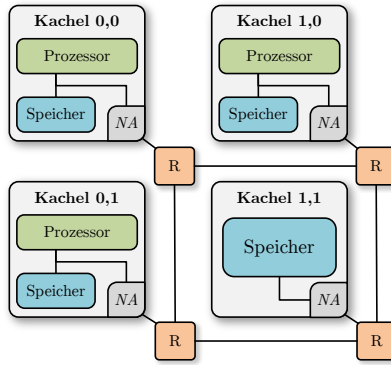 Kachel 0,0
Prozessor
Speicher
NA
Kachel 1,0
Prozessor
Speicher
NA
R
R
Kachel 0,1
Prozessor
Speicher
NA
Kachel 1,1
Speicher
NA
R
R